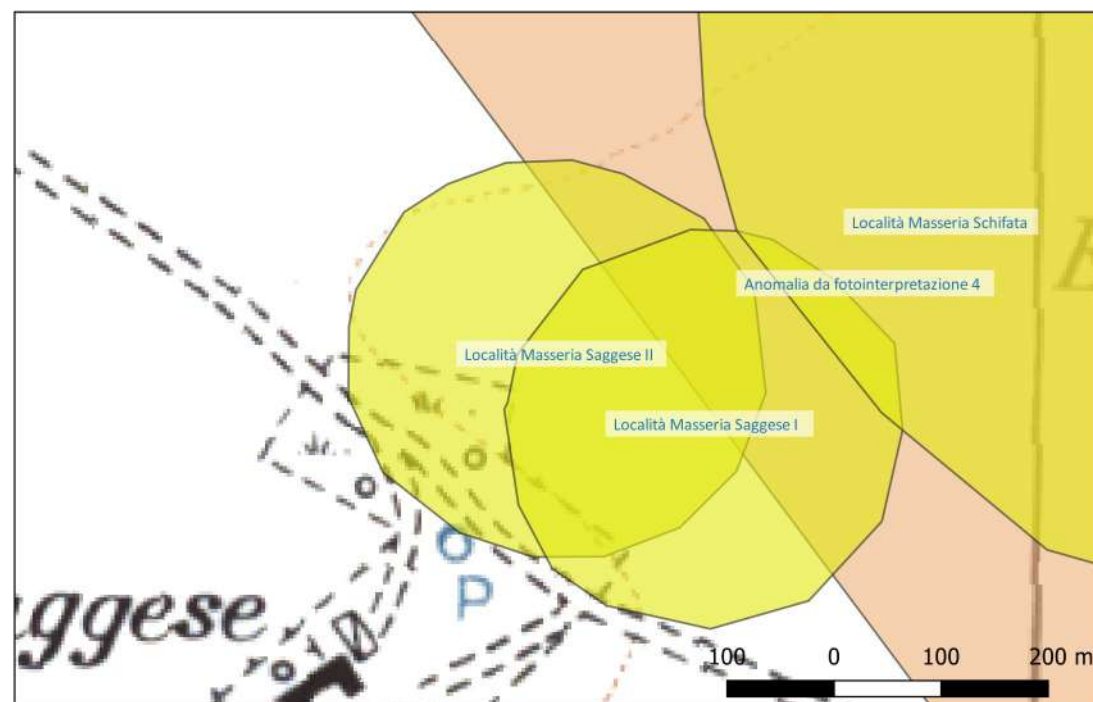 Località Masseria Schifata
Anomalia da fotointerpretazione 4
Località Masseria Saggese II
Località Masseria Saggese I
P
ggese
100 0 100 200 m